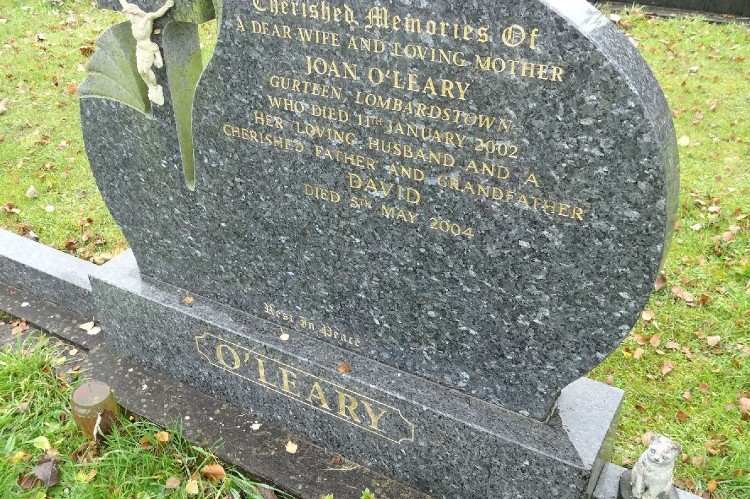 Cherished Memories Of
A DEAR WIFE AND LOVING MOTHER
JOAN O'LEARY
GURTEEN, LOMBARDSTOWN.
WHO DIED 11TH JANUARY 2002
HER LOVING HUSBAND AND A
CHERISHED FATHER AND GRANDFATHER
DAVID
DIED 5TH MAY 2004
Rest In Peace
O'LEARY